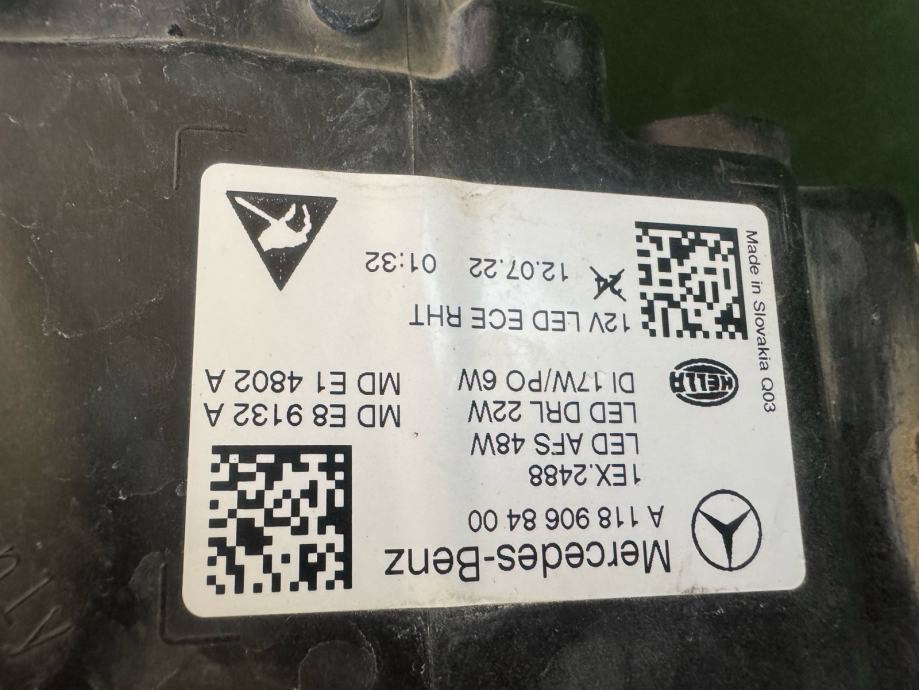 Mercedes-Benz
A 118 906 84 00
1EX.2488
LED AFS 48W
LED DRL 22W
DI 17W/PO 6W
MD E8 9132 A
MD E1 4802 A
HELLA
12V LED ECE RHT
24 12.07.22 01:32
Made in Slovakia Q03